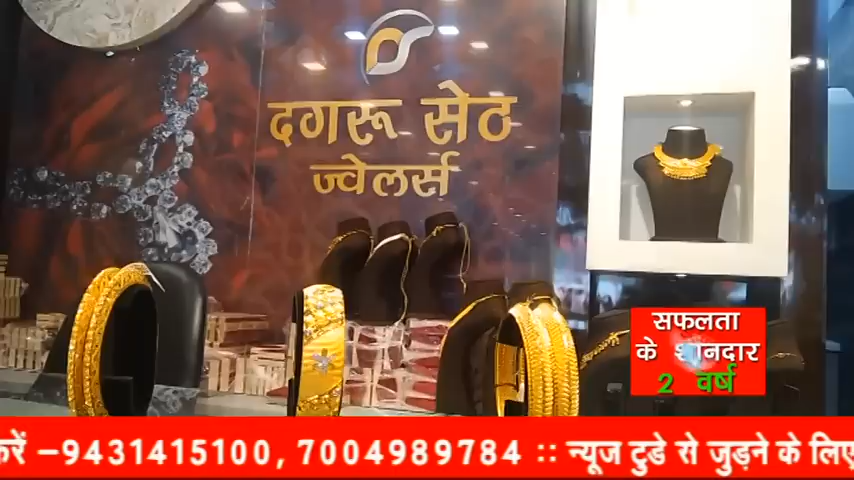 दगरू सेठ
ज्वेलर्स
सफलता
के शानदार
2 वर्ष
करें –9431415100, 7004989784 :: न्यूज टुडे से जुड़ने के लिए